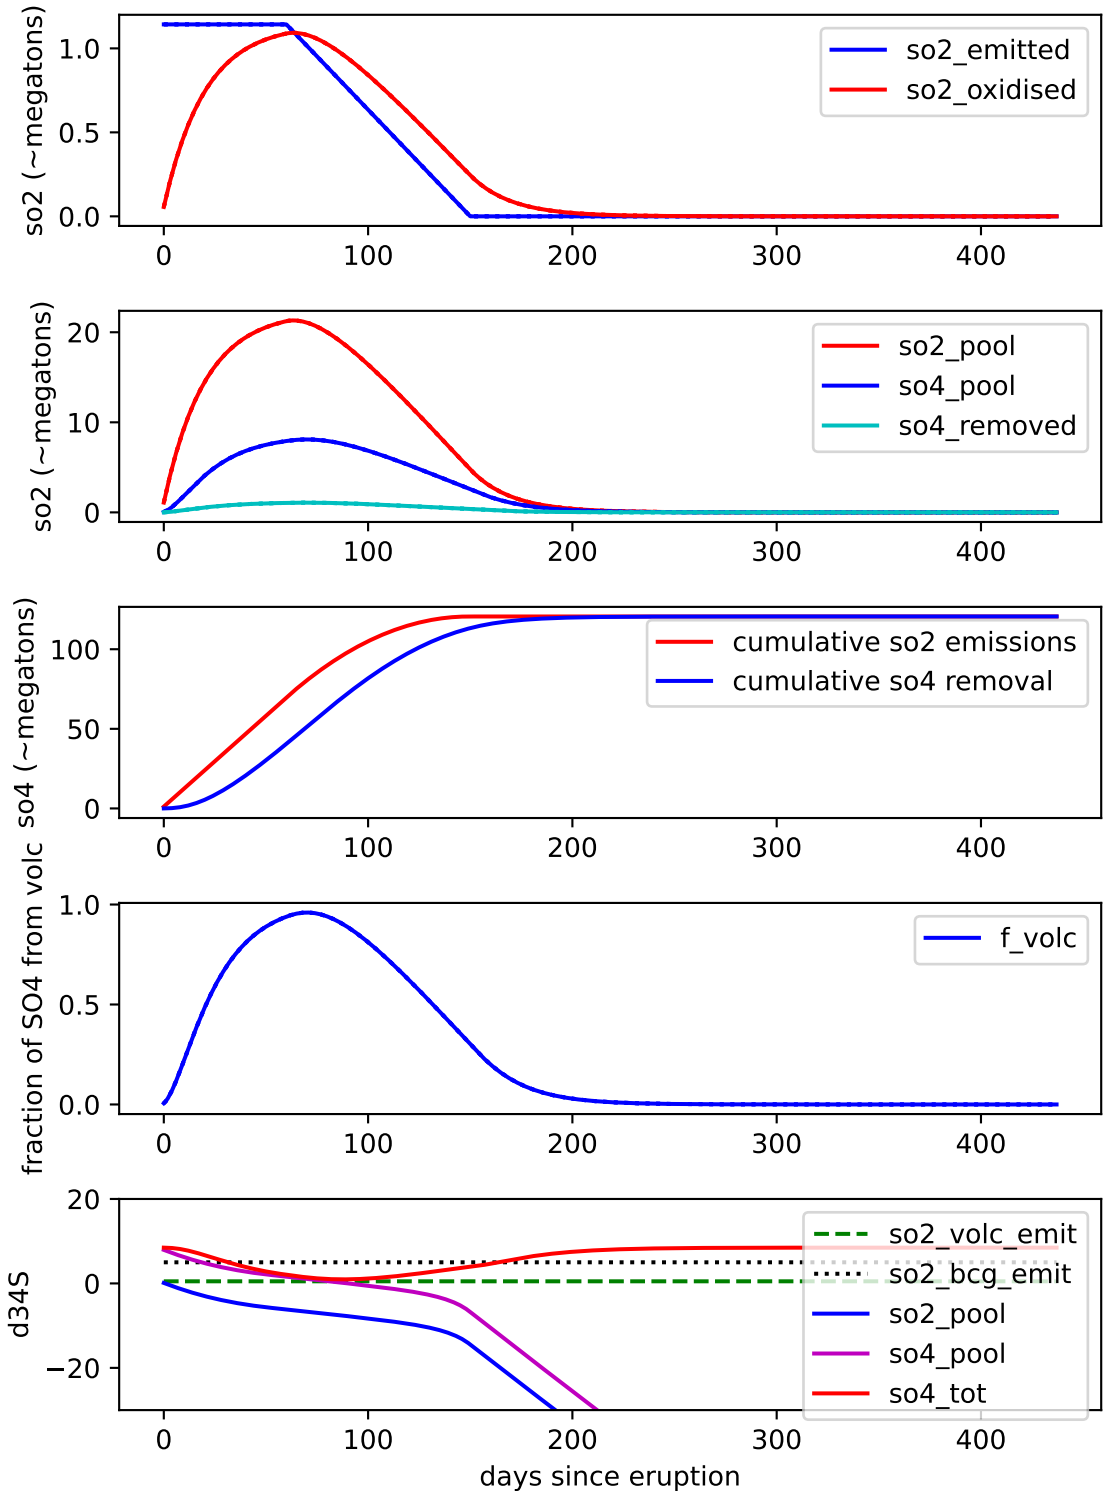 so2 (~megatons)
1.0
0.5
0.0
so2_emitted
so2_oxidised
0 100 200 300 400
so2 (~megatons)
20
10
0
so2_pool
so4_pool
so4_removed
0 100 200 300 400
so4 (~megatons)
100
50
0
cumulative so2 emissions
cumulative so4 removal
0 100 200 300 400
fraction of SO4 from volc
1.0
0.5
0.0
f_volc
0 100 200 300 400
d34S
20
0
−20
so2_volc_emit
so2_bcg_emit
so2_pool
so4_pool
so4_tot
0 100 200 300 400
days since eruption